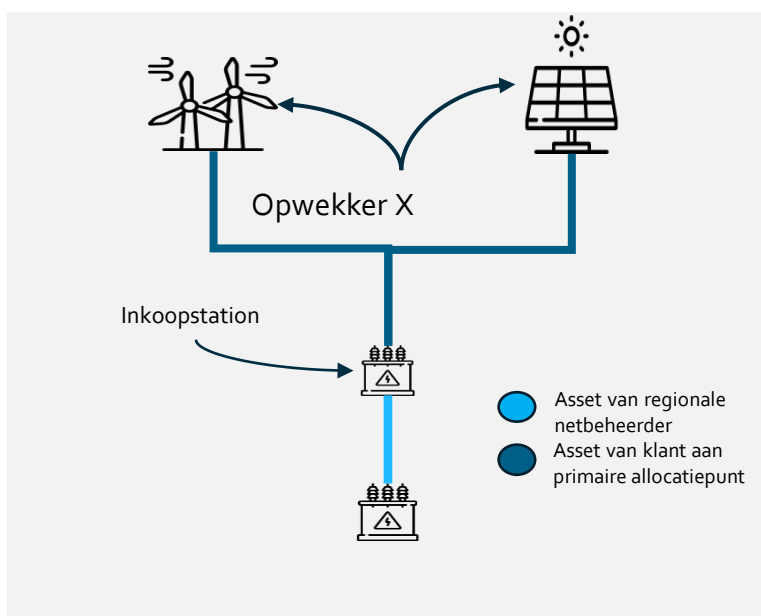 Opwekker X
Inkoopstation
Asset van regionale
netbeheerder
Asset van klant aan
primaire allocatiepunt